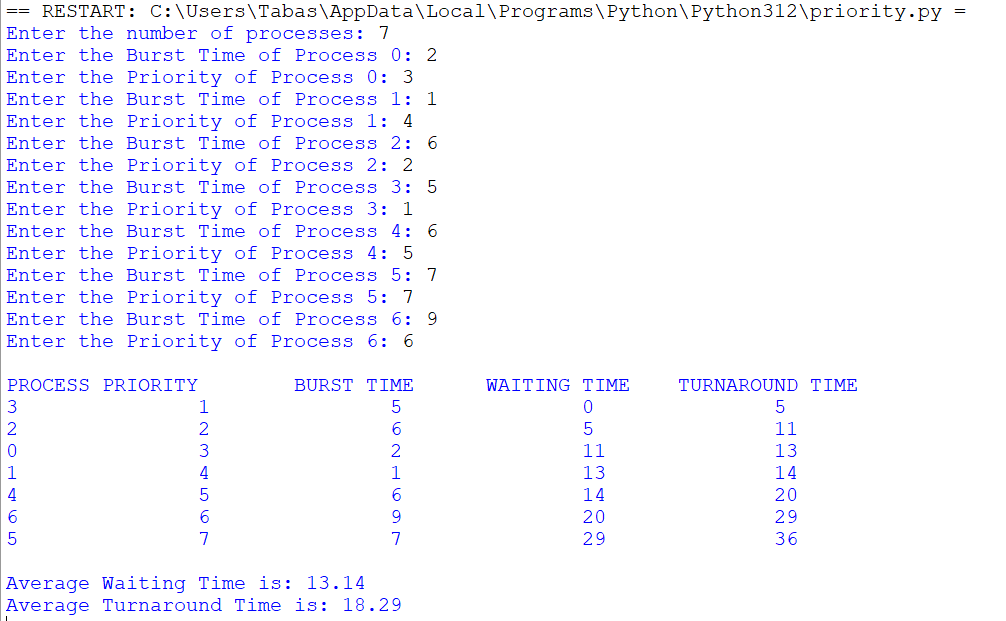 == RESTART: C:\Users\Tabas\AppData\Local\Programs\Python\Python312\priority.py =
Enter the number of processes: 7
Enter the Burst Time of Process 0: 2
Enter the Priority of Process 0: 3
Enter the Burst Time of Process 1: 1
Enter the Priority of Process 1: 4
Enter the Burst Time of Process 2: 6
Enter the Priority of Process 2: 2
Enter the Burst Time of Process 3: 5
Enter the Priority of Process 3: 1
Enter the Burst Time of Process 4: 6
Enter the Priority of Process 4: 5
Enter the Burst Time of Process 5: 7
Enter the Priority of Process 5: 7
Enter the Burst Time of Process 6: 9
Enter the Priority of Process 6: 6
PROCESS PRIORITY BURST TIME WAITING TIME TURNAROUND TIME
3 1 5 0 5
2 2 6 5 11
0 3 2 11 13
1 4 1 13 14
4 5 6 14 20
6 6 9 20 29
5 7 7 29 36
Average Waiting Time is: 13.14
Average Turnaround Time is: 18.29